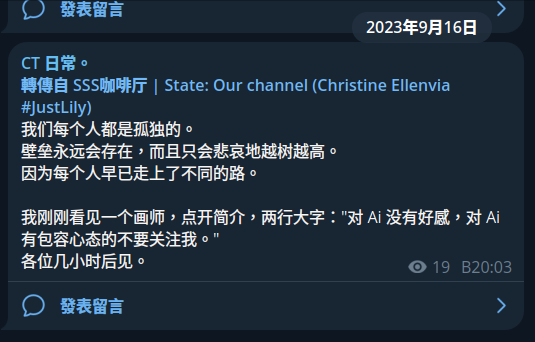 發表留言
2023年9月16日
CT 日常。
轉傳自 SSS咖啡厅 | State: Our channel (Christine Ellenvia
#JustLily)
我们每个人都是孤独的。
壁垒永远会存在，而且只会悲哀地越树越高。
因为每个人早已走上了不同的路。
我刚刚看见一个画师，点开简介，两行大字："对 Ai 没有好感，对 Ai
有包容心态的不要关注我。"
各位几小时后见。
19 B20:03
發表留言